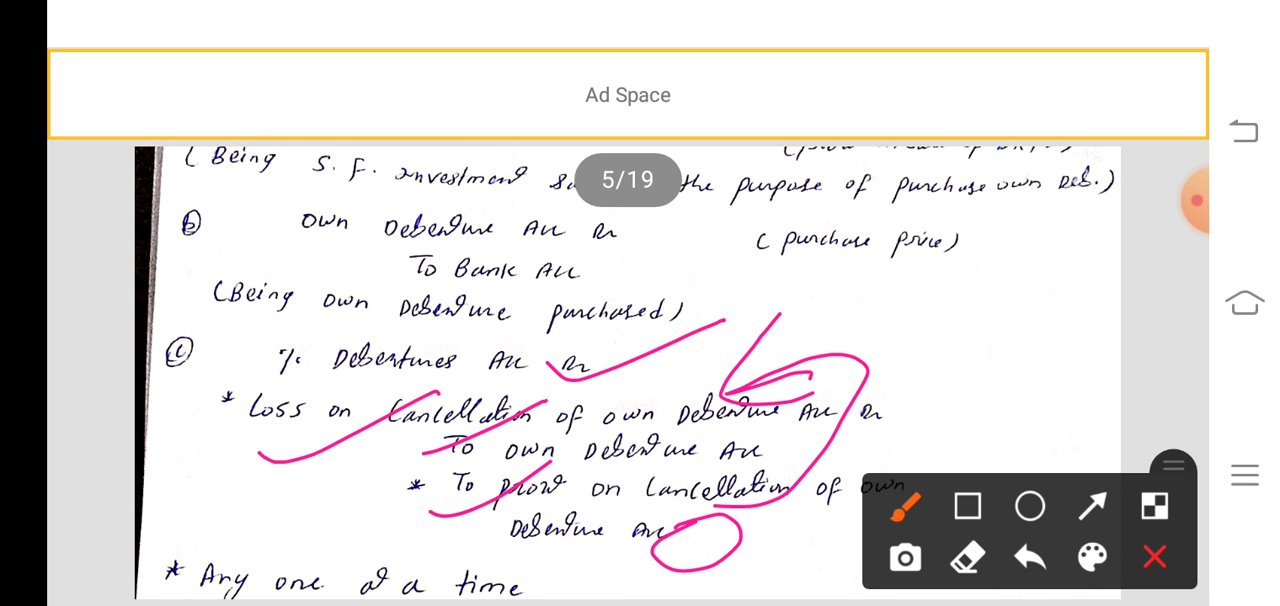 Ad Space
( Being S. F. investment the purpose of purchase own Deb.)
5/19
(b) own Debenture A/c Dr (purchase price)
To Bank A/c
(Being own Debenture purchased)
(c) % Debentures A/c Dr
* Loss on Cancellation of own Debenture A/c Dr
To own Debenture A/c
* To profit on Cancellation of own
Debenture A/c
* Any one at a time